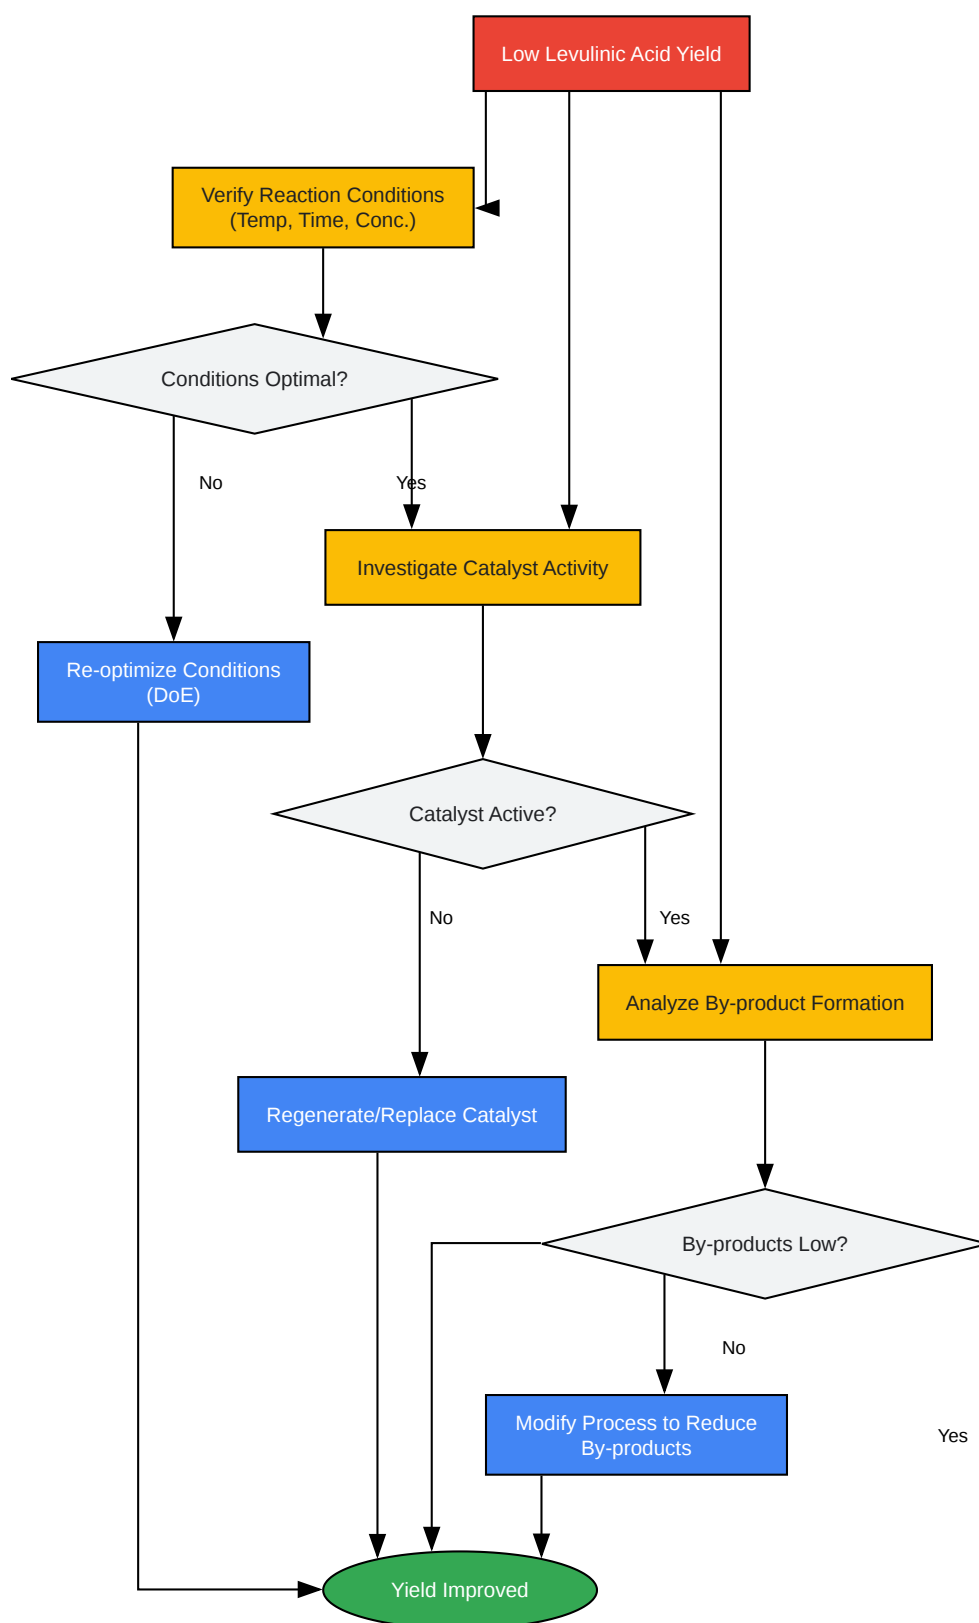 Low Levulinic Acid Yield
Verify Reaction Conditions
(Temp, Time, Conc.)
Conditions Optimal?
No
Yes
Investigate Catalyst Activity
Re-optimize Conditions
(DoE)
Catalyst Active?
No
Yes
Analyze By-product Formation
Regenerate/Replace Catalyst
By-products Low?
No
Modify Process to Reduce
By-products
Yes
Yield Improved